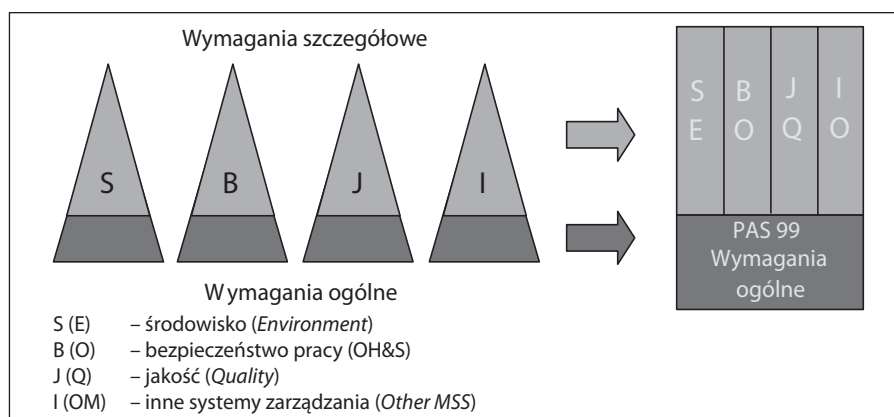 Wymagania szczegółowe
S B J I
S B J I
E O Q O
PAS 99
Wymagania
ogólne
Wymagania ogólne
S (E) – środowisko (Environment)
B (O) – bezpieczeństwo pracy (OH&S)
J (Q) – jakość (Quality)
I (OM) – inne systemy zarządzania (Other MSS)